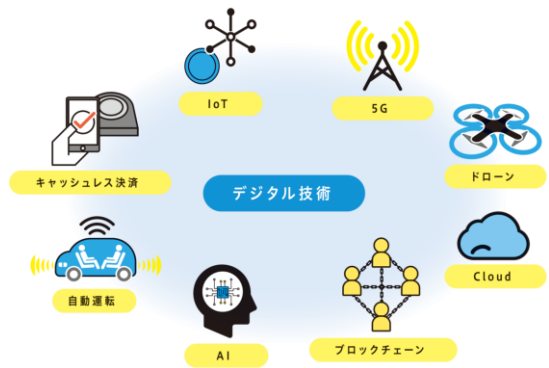 IoT
5G
キャッシュレス決済
ドローン
デジタル技術
自動運転
Cloud
AI
ブロックチェーン